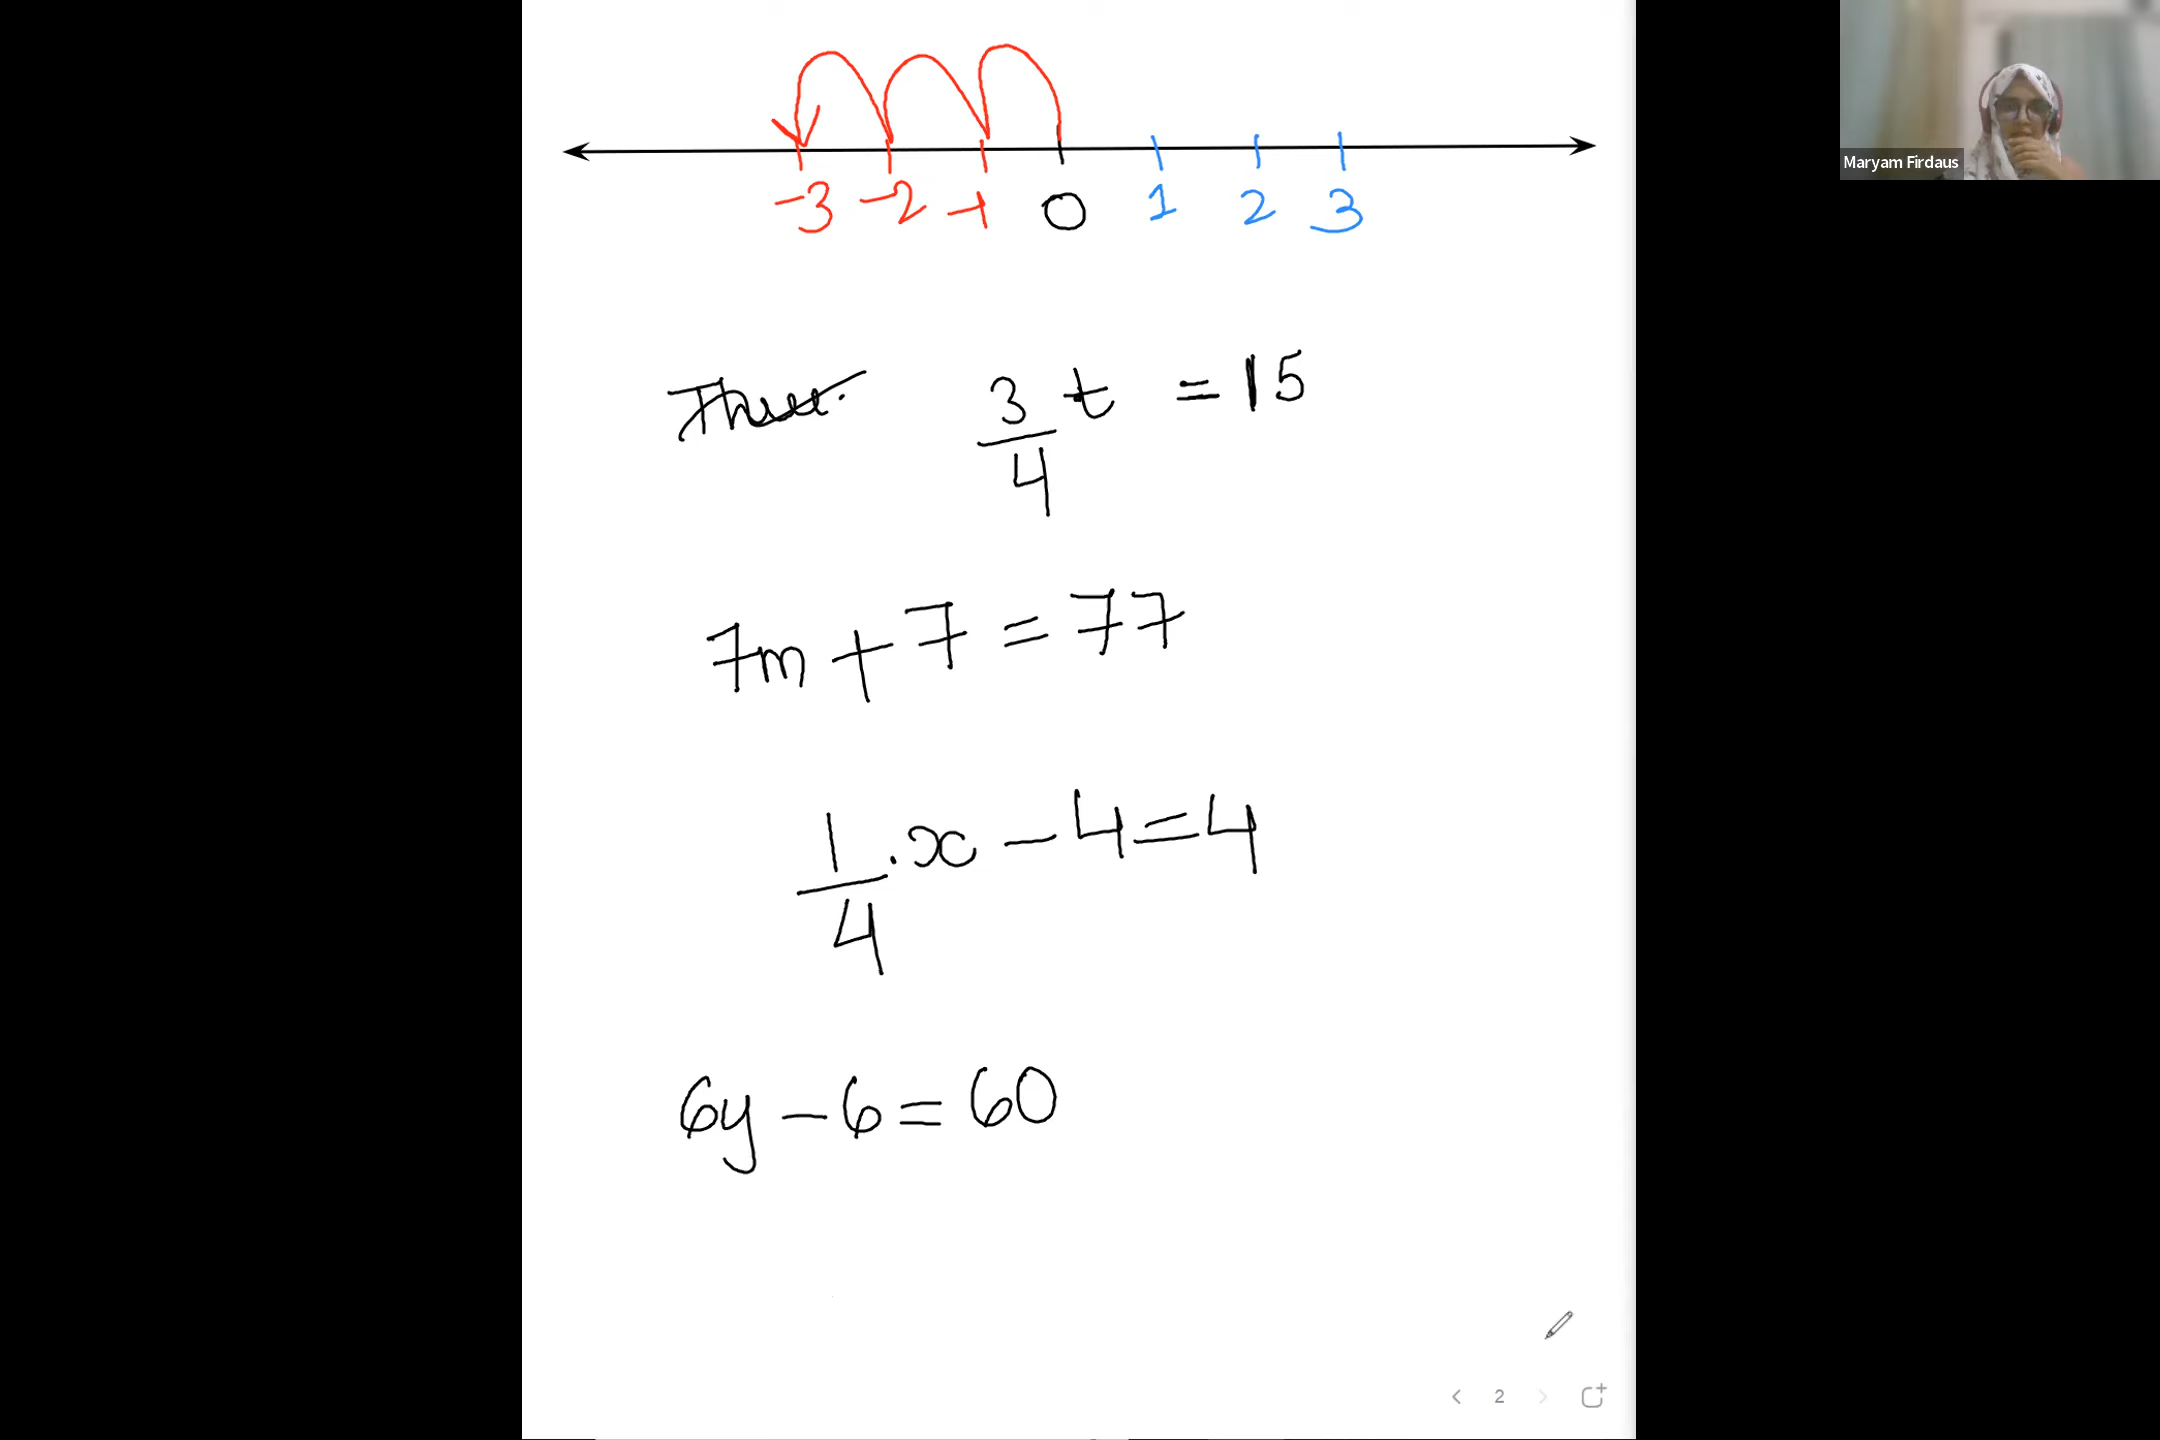 -3 -2 -1 0 1 2 3
Maryam Firdaus
3/4 t = 15
7m + 7 = 77
1/4 . x - 4 = 4
6y - 6 = 60
2